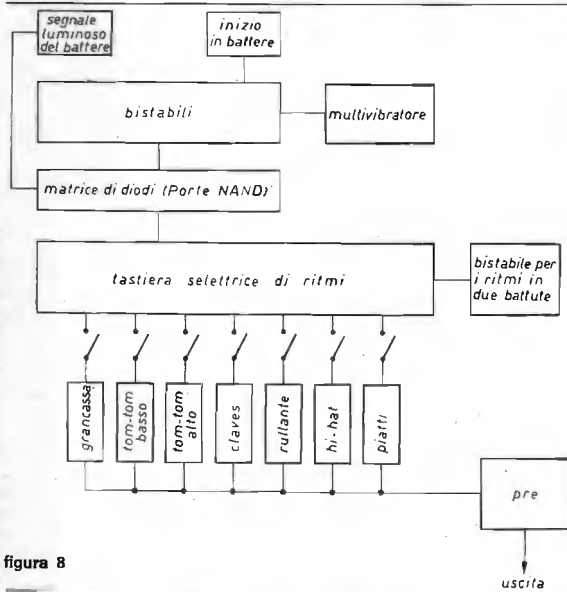 segnale
luminoso
del battere
inizio
in battere
bistabili
multivibratore
matrice di diodi (Porte NAND)
tastiera selettrice di ritmi
bistabile per
i ritmi in
due battute
grancassa
tom-tom
basso
tom-tom
alto
claves
rullante
hi-hat
piatti
pre
figura 8
uscita